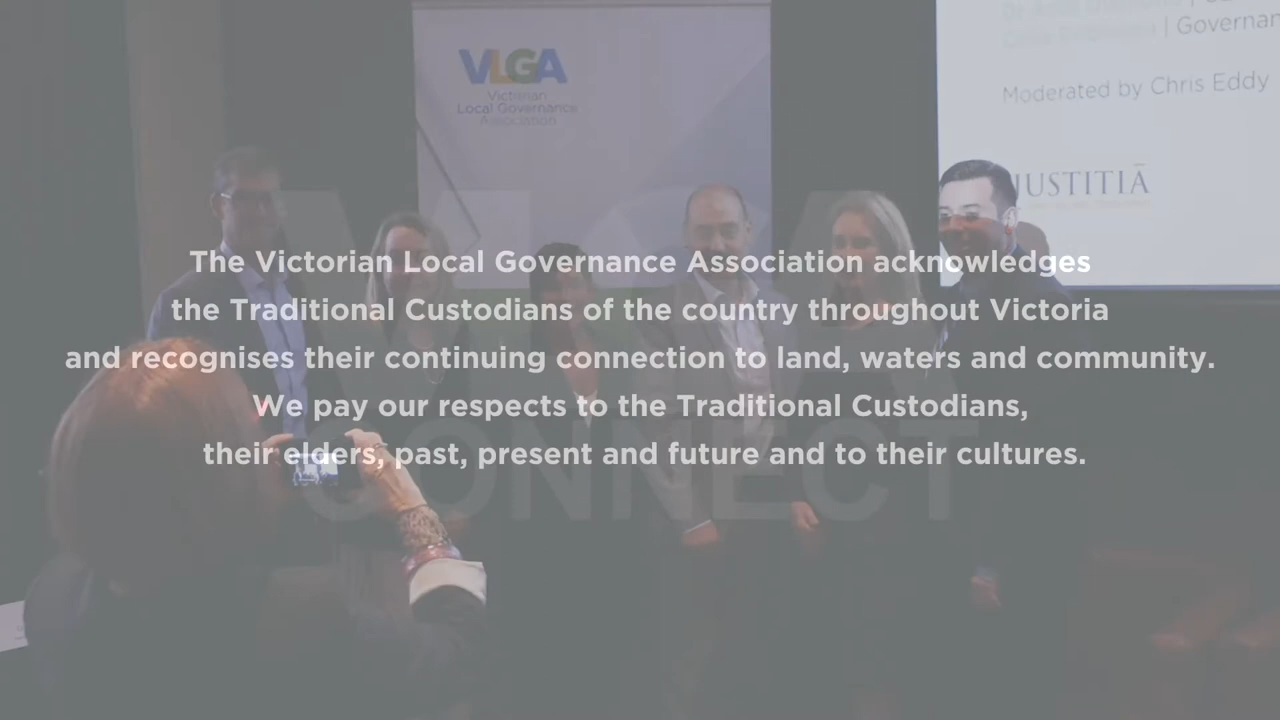 VLGA
Victorian
Local Governance
Association
| Governan
Moderated by Chris Eddy
JUSTITIA
The Victorian Local Governance Association acknowledges
the Traditional Custodians of the country throughout Victoria
and recognises their continuing connection to land, waters and community.
We pay our respects to the Traditional Custodians,
their elders, past, present and future and to their cultures.
CONNECT